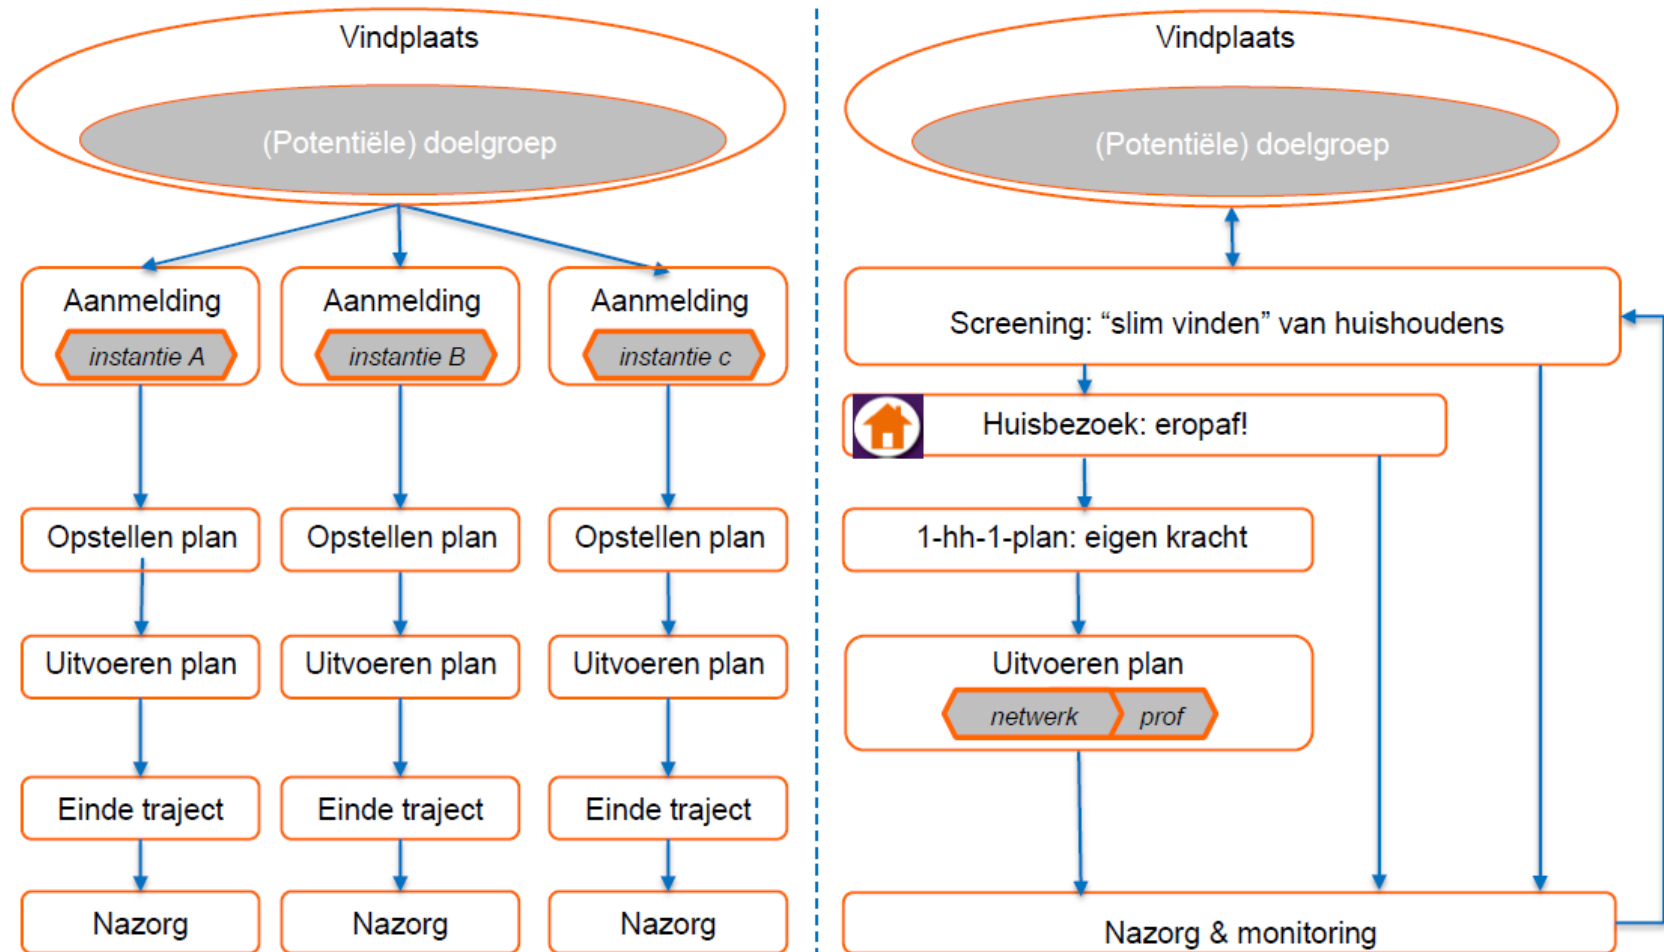 Vindplaats
(Potentiële) doelgroep
Aanmelding
instantie A
Aanmelding
instantie B
Aanmelding
instantie c
Opstellen plan
Opstellen plan
Opstellen plan
Uitvoeren plan
Uitvoeren plan
Uitvoeren plan
Einde traject
Einde traject
Einde traject
Nazorg
Nazorg
Nazorg
Vindplaats
(Potentiële) doelgroep
Screening: “slim vinden” van huishoudens
Huisbezoek: eropaf!
1-hh-1-plan: eigen kracht
Uitvoeren plan
netwerk
prof
Nazorg & monitoring